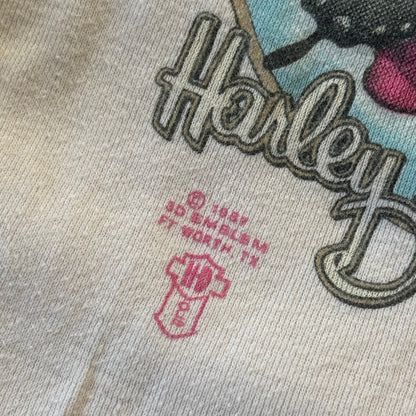 Harley D
© 1987
3D EMBLEM
FT WORTH, TX
H-D